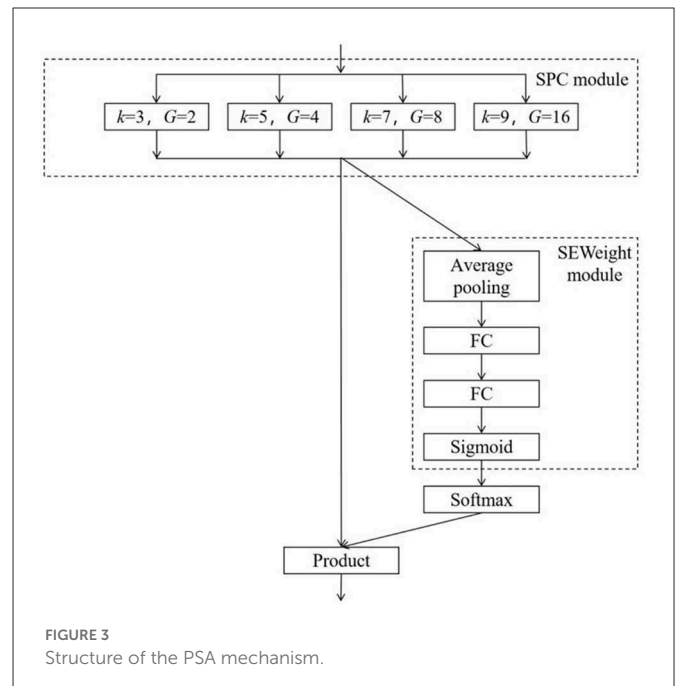 SPC module
k=3, G=2
k=5, G=4
k=7, G=8
k=9, G=16
SEWeight
module
Average
pooling
FC
FC
Sigmoid
Softmax
Product
FIGURE 3
Structure of the PSA mechanism.